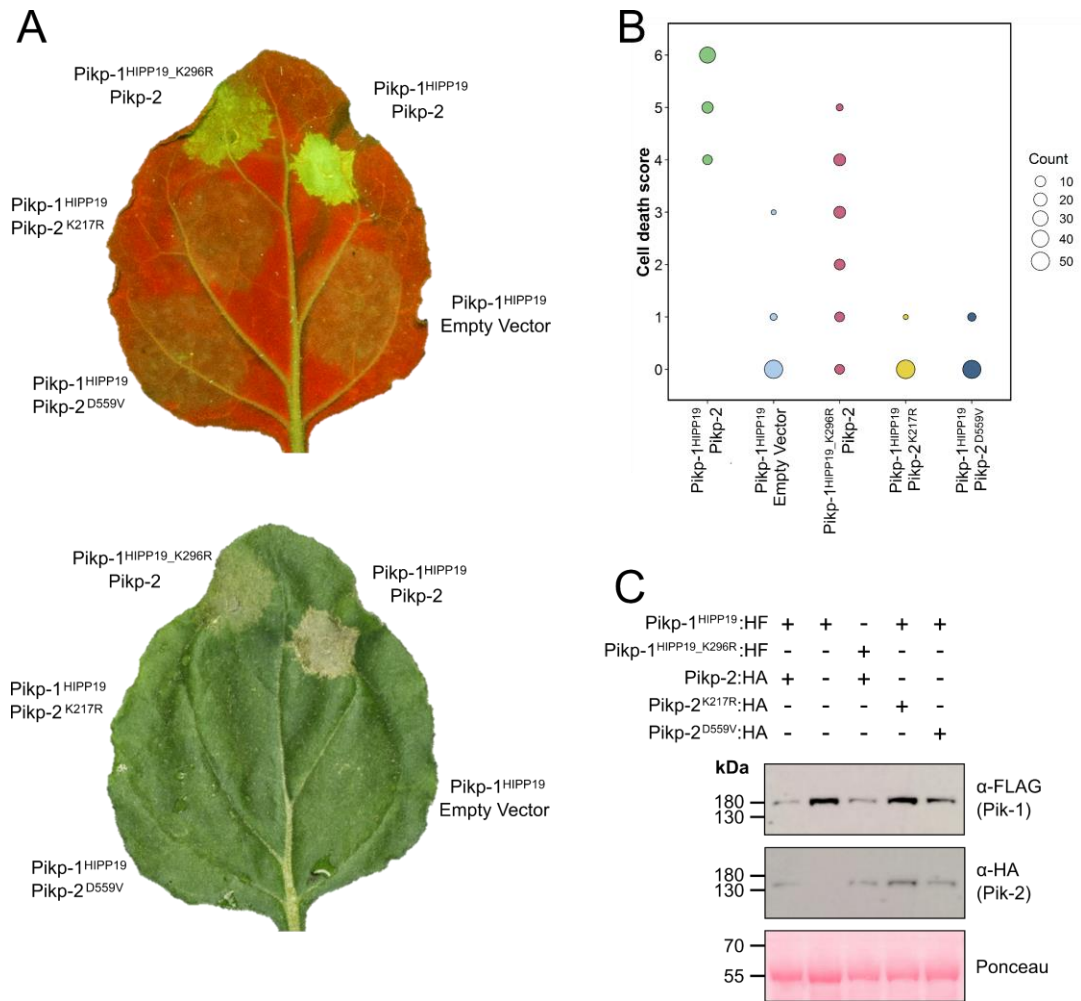 A
Pikp-1HIPP19_K296R
Pikp-2
Pikp-1HIPP19
Pikp-2
Pikp-1HIPP19
Pikp-2K217R
Pikp-1HIPP19
Empty Vector
Pikp-1HIPP19
Pikp-2D559V
Pikp-1HIPP19_K296R
Pikp-2
Pikp-1HIPP19
Pikp-2
Pikp-1HIPP19
Pikp-2K217R
Pikp-1HIPP19
Empty Vector
Pikp-1HIPP19
Pikp-2D559V
B
Cell death score
6
5
4
3
2
1
0
Pikp-1HIPP19
Pikp-2
Pikp-1HIPP19
Empty Vector
Pikp-1HIPP19_K296R
Pikp-2
Pikp-1HIPP19
Pikp-2K217R
Pikp-1HIPP19
Pikp-2D559V
Count
10
20
30
40
50
C
Pikp-1HIPP19:HF + + - + +
Pikp-1HIPP19_K296R:HF - - + - -
Pikp-2:HA + - + - -
Pikp-2K217R:HA - - - + -
Pikp-2D559V:HA - - - - +
kDa
180
130
α-FLAG
(Pik-1)
180
130
α-HA
(Pik-2)
70
55
Ponceau